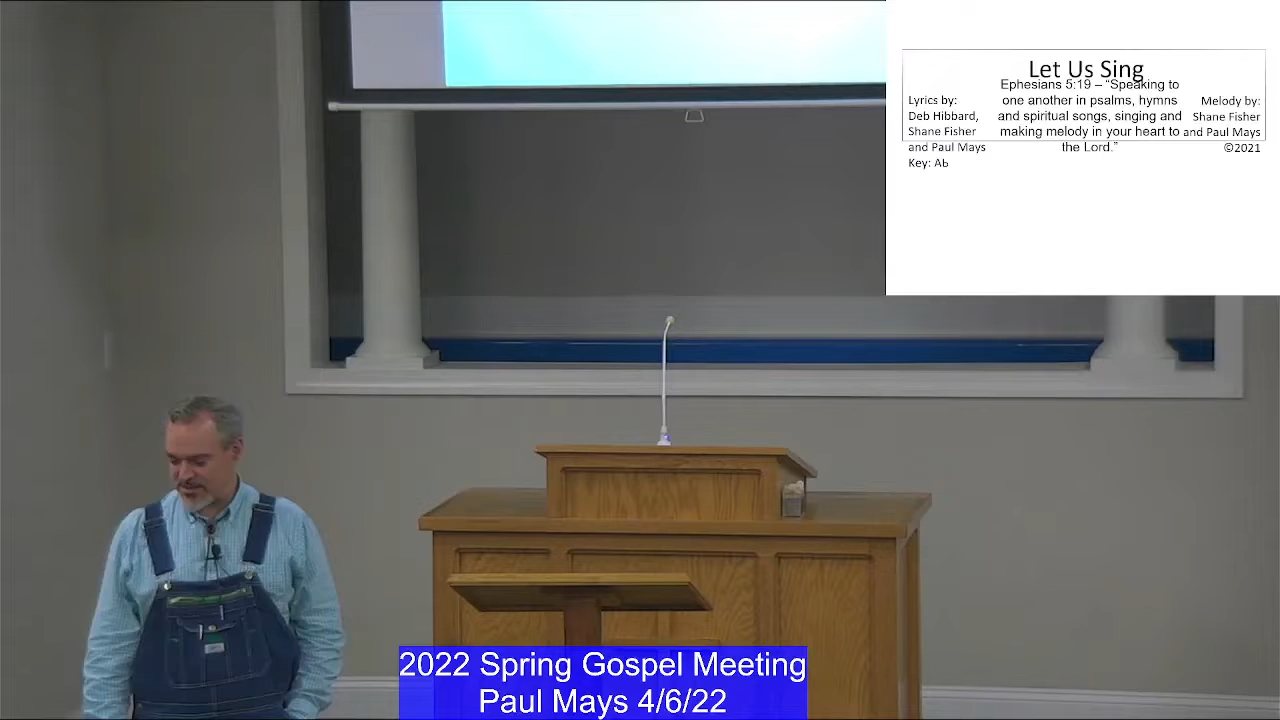 Let Us Sing
Ephesians 5:19 – “Speaking to
one another in psalms, hymns
and spiritual songs, singing and
making melody in your heart to
the Lord.”
Lyrics by:
Deb Hibbard,
Shane Fisher
and Paul Mays
Key: Ab
Melody by:
Shane Fisher
and Paul Mays
©2021
2022 Spring Gospel Meeting
Paul Mays 4/6/22